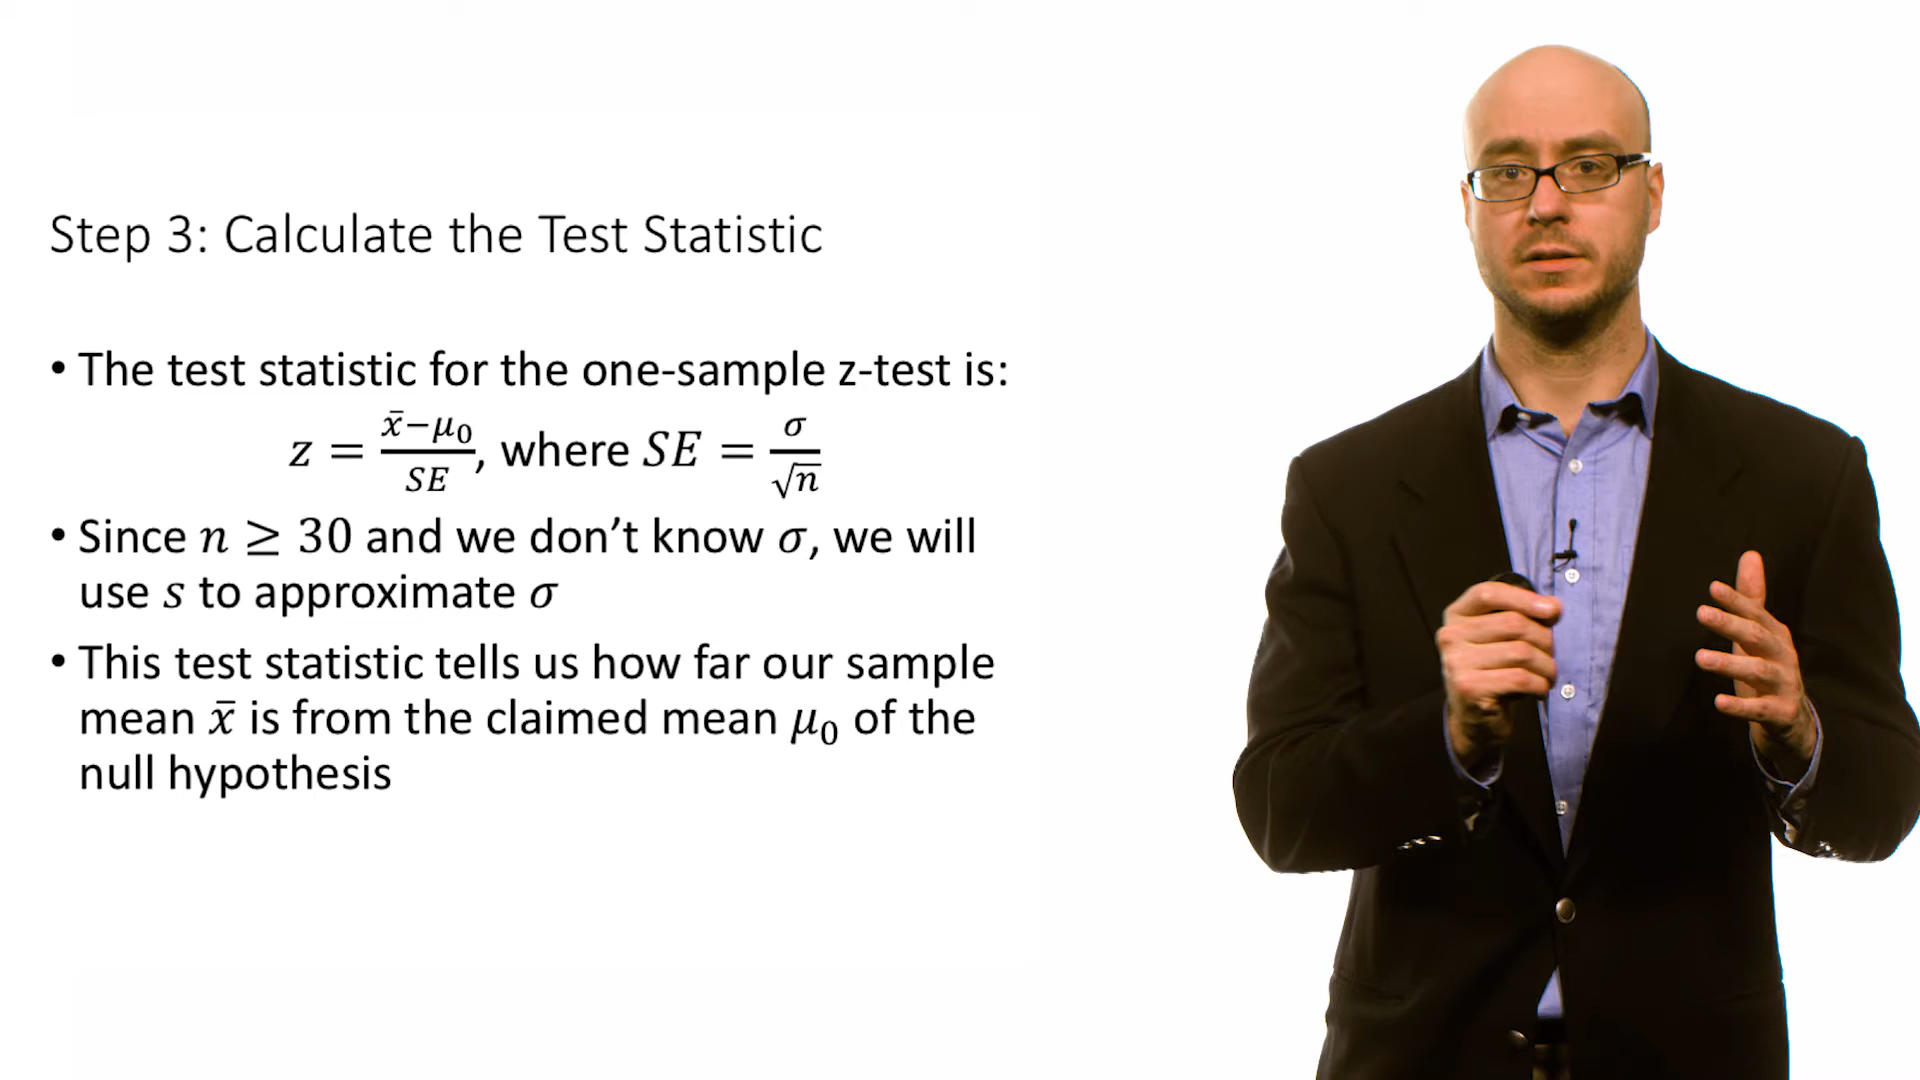 Step 3: Calculate the Test Statistic
• The test statistic for the one-sample z-test is:
z = x̄−μ₀/SE, where SE = σ/√n
• Since n ≥ 30 and we don’t know σ, we will
use s to approximate σ
• This test statistic tells us how far our sample
mean x̄ is from the claimed mean μ₀ of the
null hypothesis